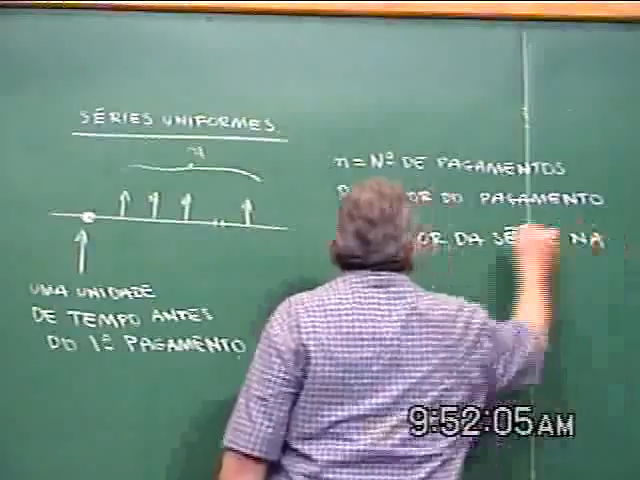 SÉRIES UNIFORMES
n
n = Nº DE PAGAMENTOS
DO PAGAMENTO
DA NA
UMA UNIDADE
DE TEMPO ANTES
DO 1º PAGAMENTO
9:52:05AM